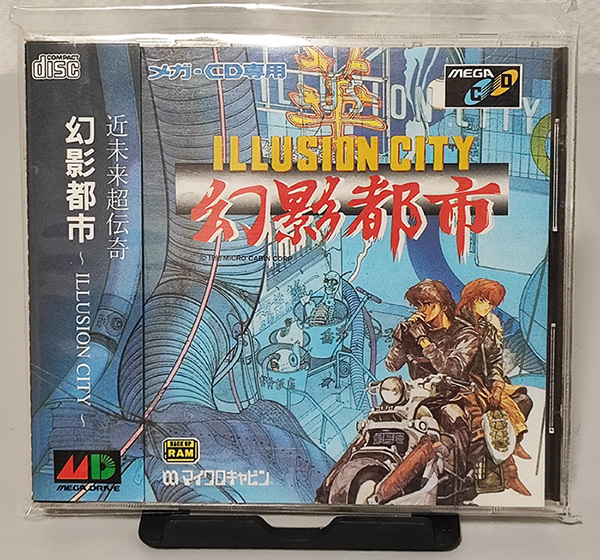 COMPACT
disc
近未来超伝奇
幻影都市
~ ILLUSION CITY ~
MD
MEGA DRIVE
メガ・CD専用
MEGA
CD
ILLUSION CITY
ILLUSION CITY
幻影都市
© 1993 MICRO CABIN CORP.
BACK UP
RAM
マイクロキャビン